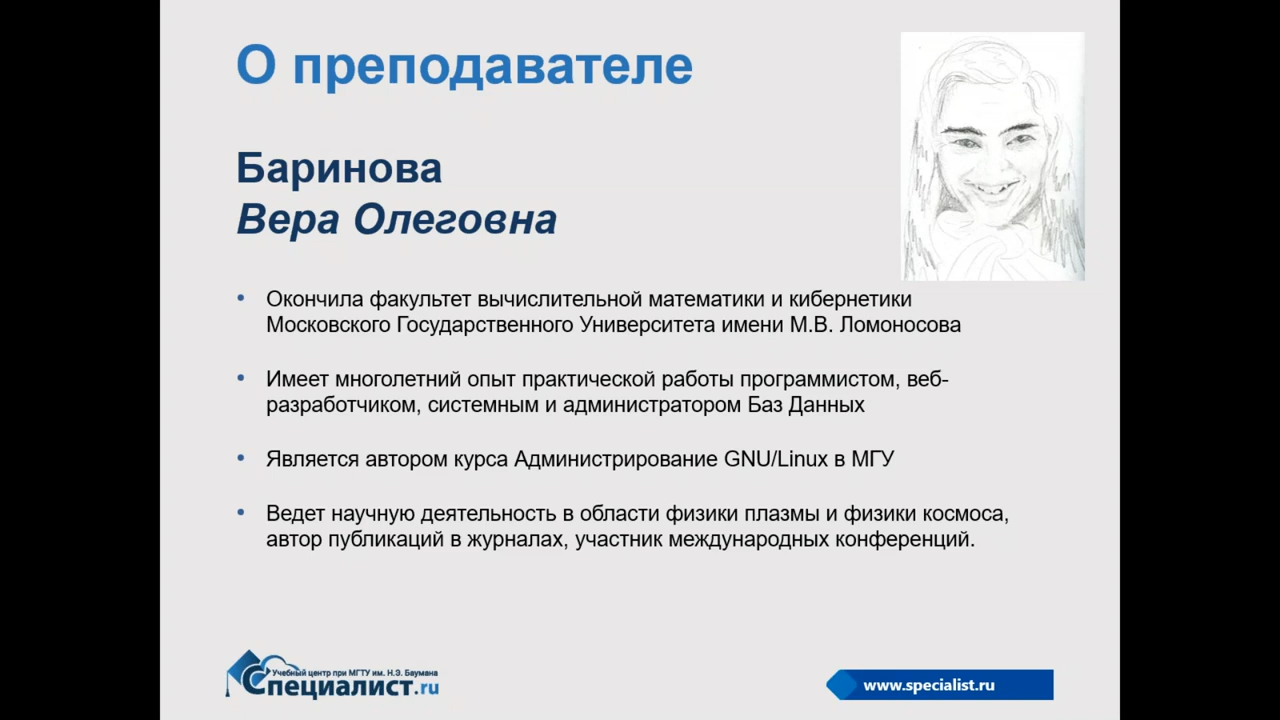 О преподавателе
Баринова
Вера Олеговна
• Окончила факультет вычислительной математики и кибернетики
Московского Государственного Университета имени М.В. Ломоносова
• Имеет многолетний опыт практической работы программистом, веб-
разработчиком, системным и администратором Баз Данных
• Является автором курса Администрирование GNU/Linux в МГУ
• Ведет научную деятельность в области физики плазмы и физики космоса,
автор публикаций в журналах, участник международных конференций.
Учебный центр при МГТУ им. Н.Э. Баумана
Специалист.ru
www.specialist.ru